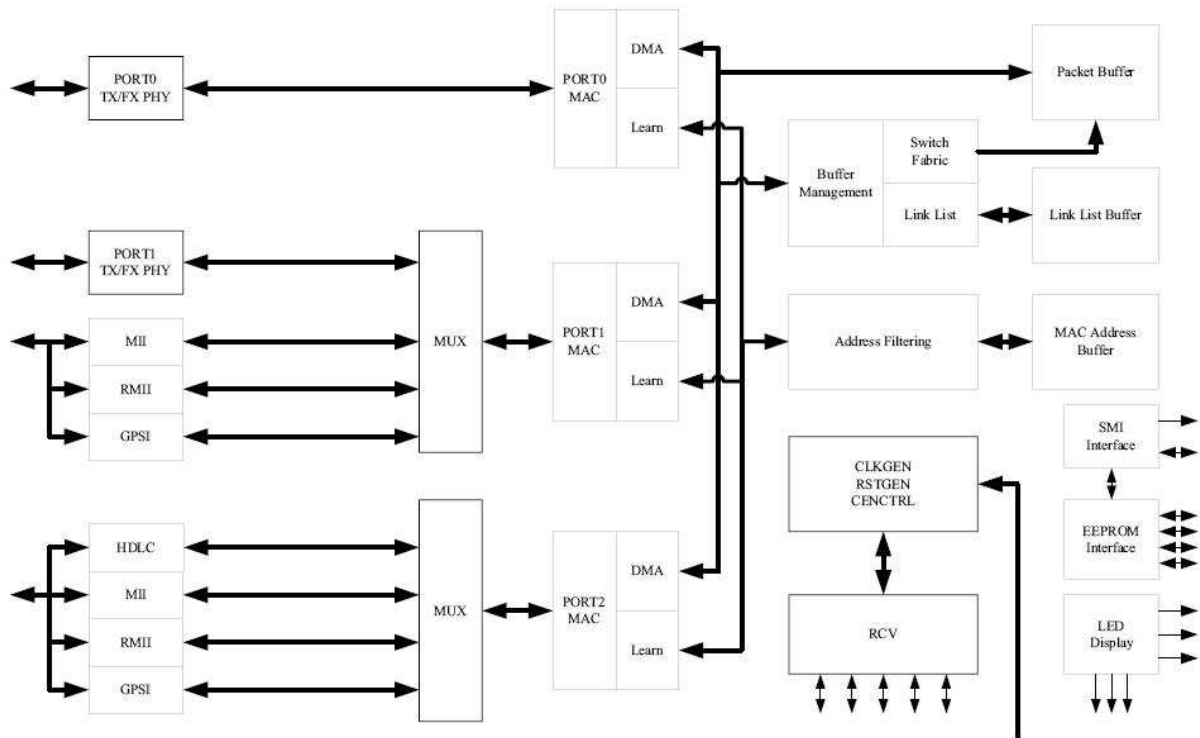 PORT0
TX/FX PHY
PORT0
MAC
DMA
Learn
Packet Buffer
Buffer
Management
Switch
Fabric
Link List
Link List Buffer
PORT1
TX/FX PHY
MII
RMII
GPSI
MUX
PORT1
MAC
DMA
Learn
Address Filtering
MAC Address
Buffer
SMI
Interface
CLKGEN
RSTGEN
CENCTRL
EEPROM
Interface
HDLC
MII
RMII
GPSI
MUX
PORT2
MAC
DMA
Learn
RCV
LED
Display